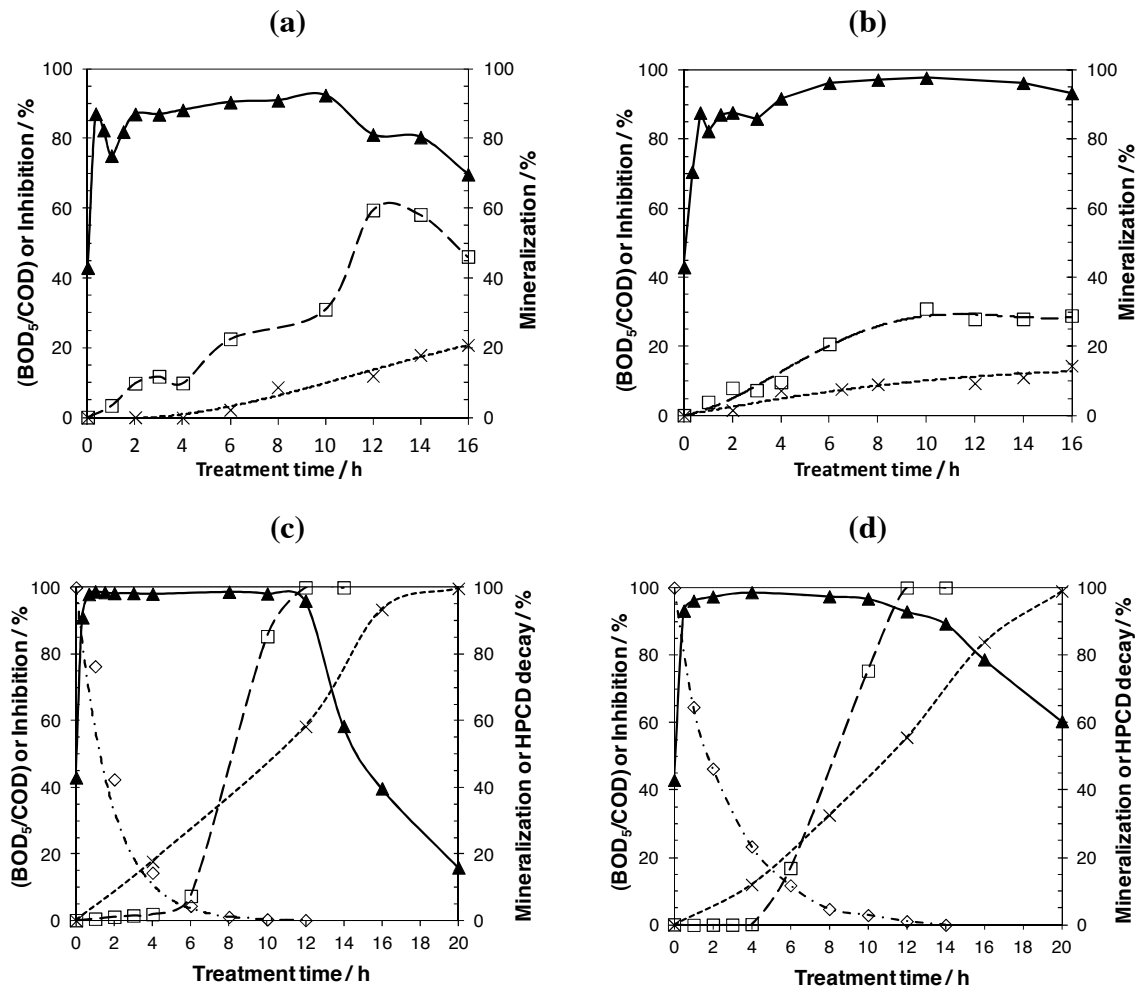 (a)
100
80
60
40
20
0
(BOD₅/COD) or Inhibition / %
100
80
60
40
20
0
Mineralization / %
0 2 4 6 8 10 12 14 16
Treatment time / h
(b)
100
80
60
40
20
0
(BOD₅/COD) or Inhibition / %
100
80
60
40
20
0
Mineralization / %
0 2 4 6 8 10 12 14 16
Treatment time / h
(c)
100
80
60
40
20
0
(BOD₅/COD) or Inhibition / %
100
80
60
40
20
0
Mineralization or HPCD decay / %
0 2 4 6 8 10 12 14 16 18 20
Treatment time / h
(d)
100
80
60
40
20
0
(BOD₅/COD) or Inhibition / %
100
80
60
40
20
0
Mineralization or HPCD decay / %
0 2 4 6 8 10 12 14 16 18 20
Treatment time / h